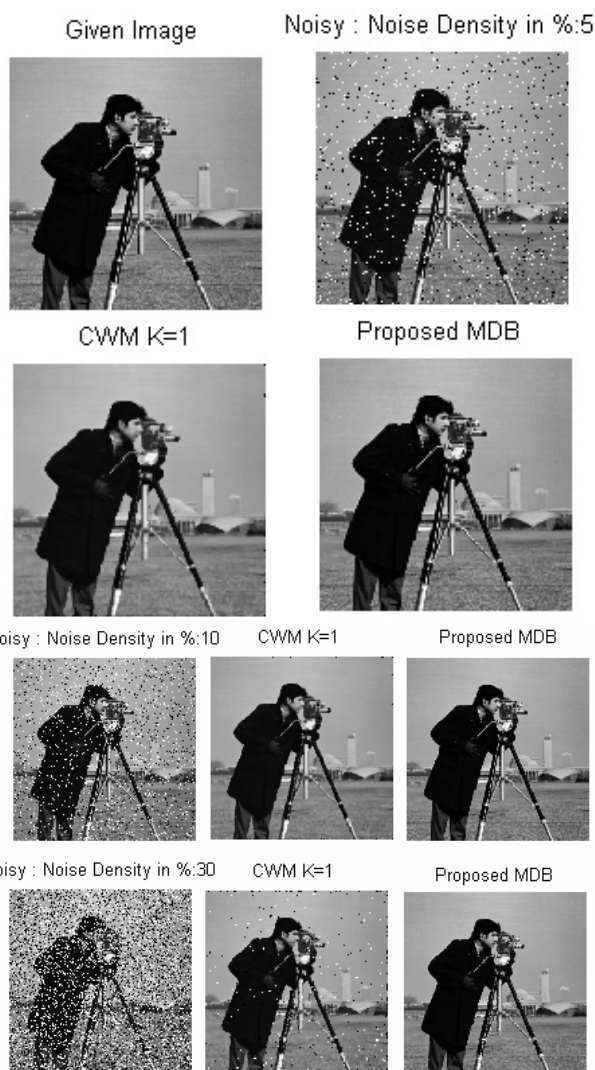 Given Image
Noisy : Noise Density in %:5
CWM K=1
Proposed MDB
oisy : Noise Density in %:10
CWM K=1
Proposed MDB
oisy : Noise Density in %:30
CWM K=1
Proposed MDB